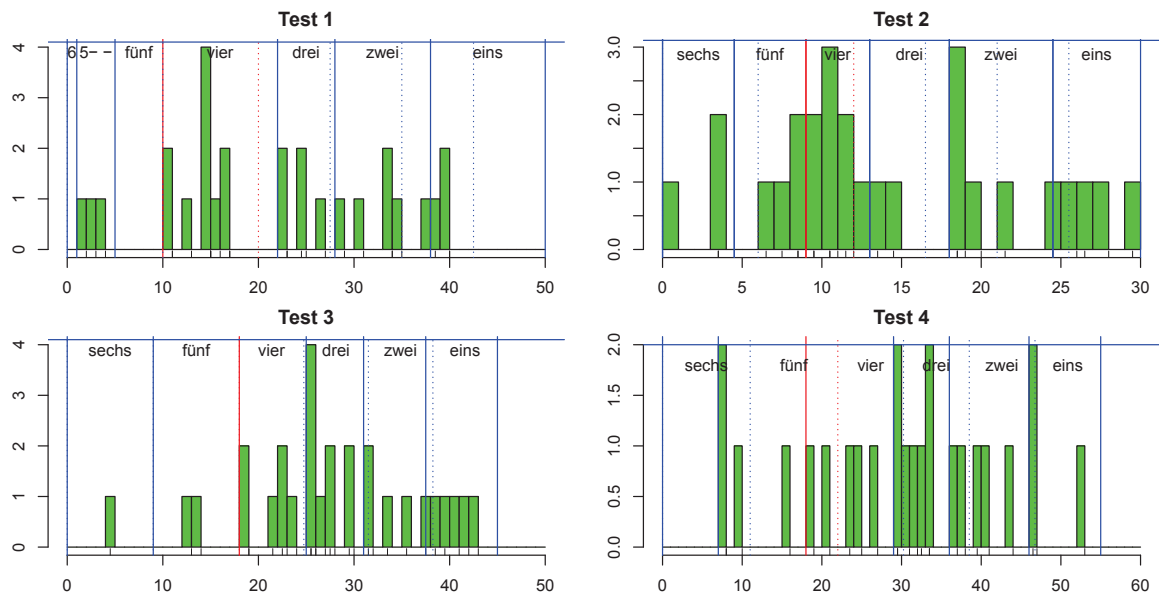 Test 1
4
3
2
1
0
6 5− − fünf vier drei zwei eins
0 10 20 30 40 50
Test 2
3.0
2.0
1.0
0.0
sechs fünf vier drei zwei eins
0 5 10 15 20 25 30
Test 3
4
3
2
1
0
sechs fünf vier drei zwei eins
0 10 20 30 40 50
Test 4
2.0
1.5
1.0
0.5
0.0
sechs fünf vier drei zwei eins
0 10 20 30 40 50 60